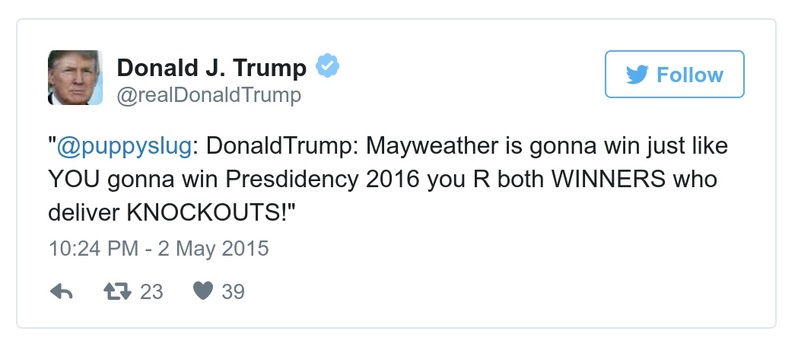 Donald J. Trump
@realDonaldTrump
Follow
"@puppyslug: DonaldTrump: Mayweather is gonna win just like
YOU gonna win Presdidency 2016 you R both WINNERS who
deliver KNOCKOUTS!"
10:24 PM - 2 May 2015
23 39